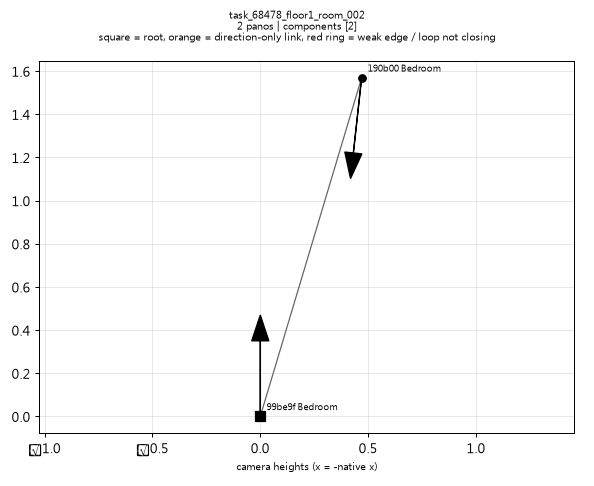 task_68478_floor1_room_002
2 panos | components [2]
square = root, orange = direction-only link, red ring = weak edge / loop not closing
190b00 Bedroom
1.6
1.4
1.2
1.0
0.8
0.6
0.4
0.2
0.0
99be9f Bedroom
1.0 0.5 0.0 0.5 1.0
camera heights (x = -native x)